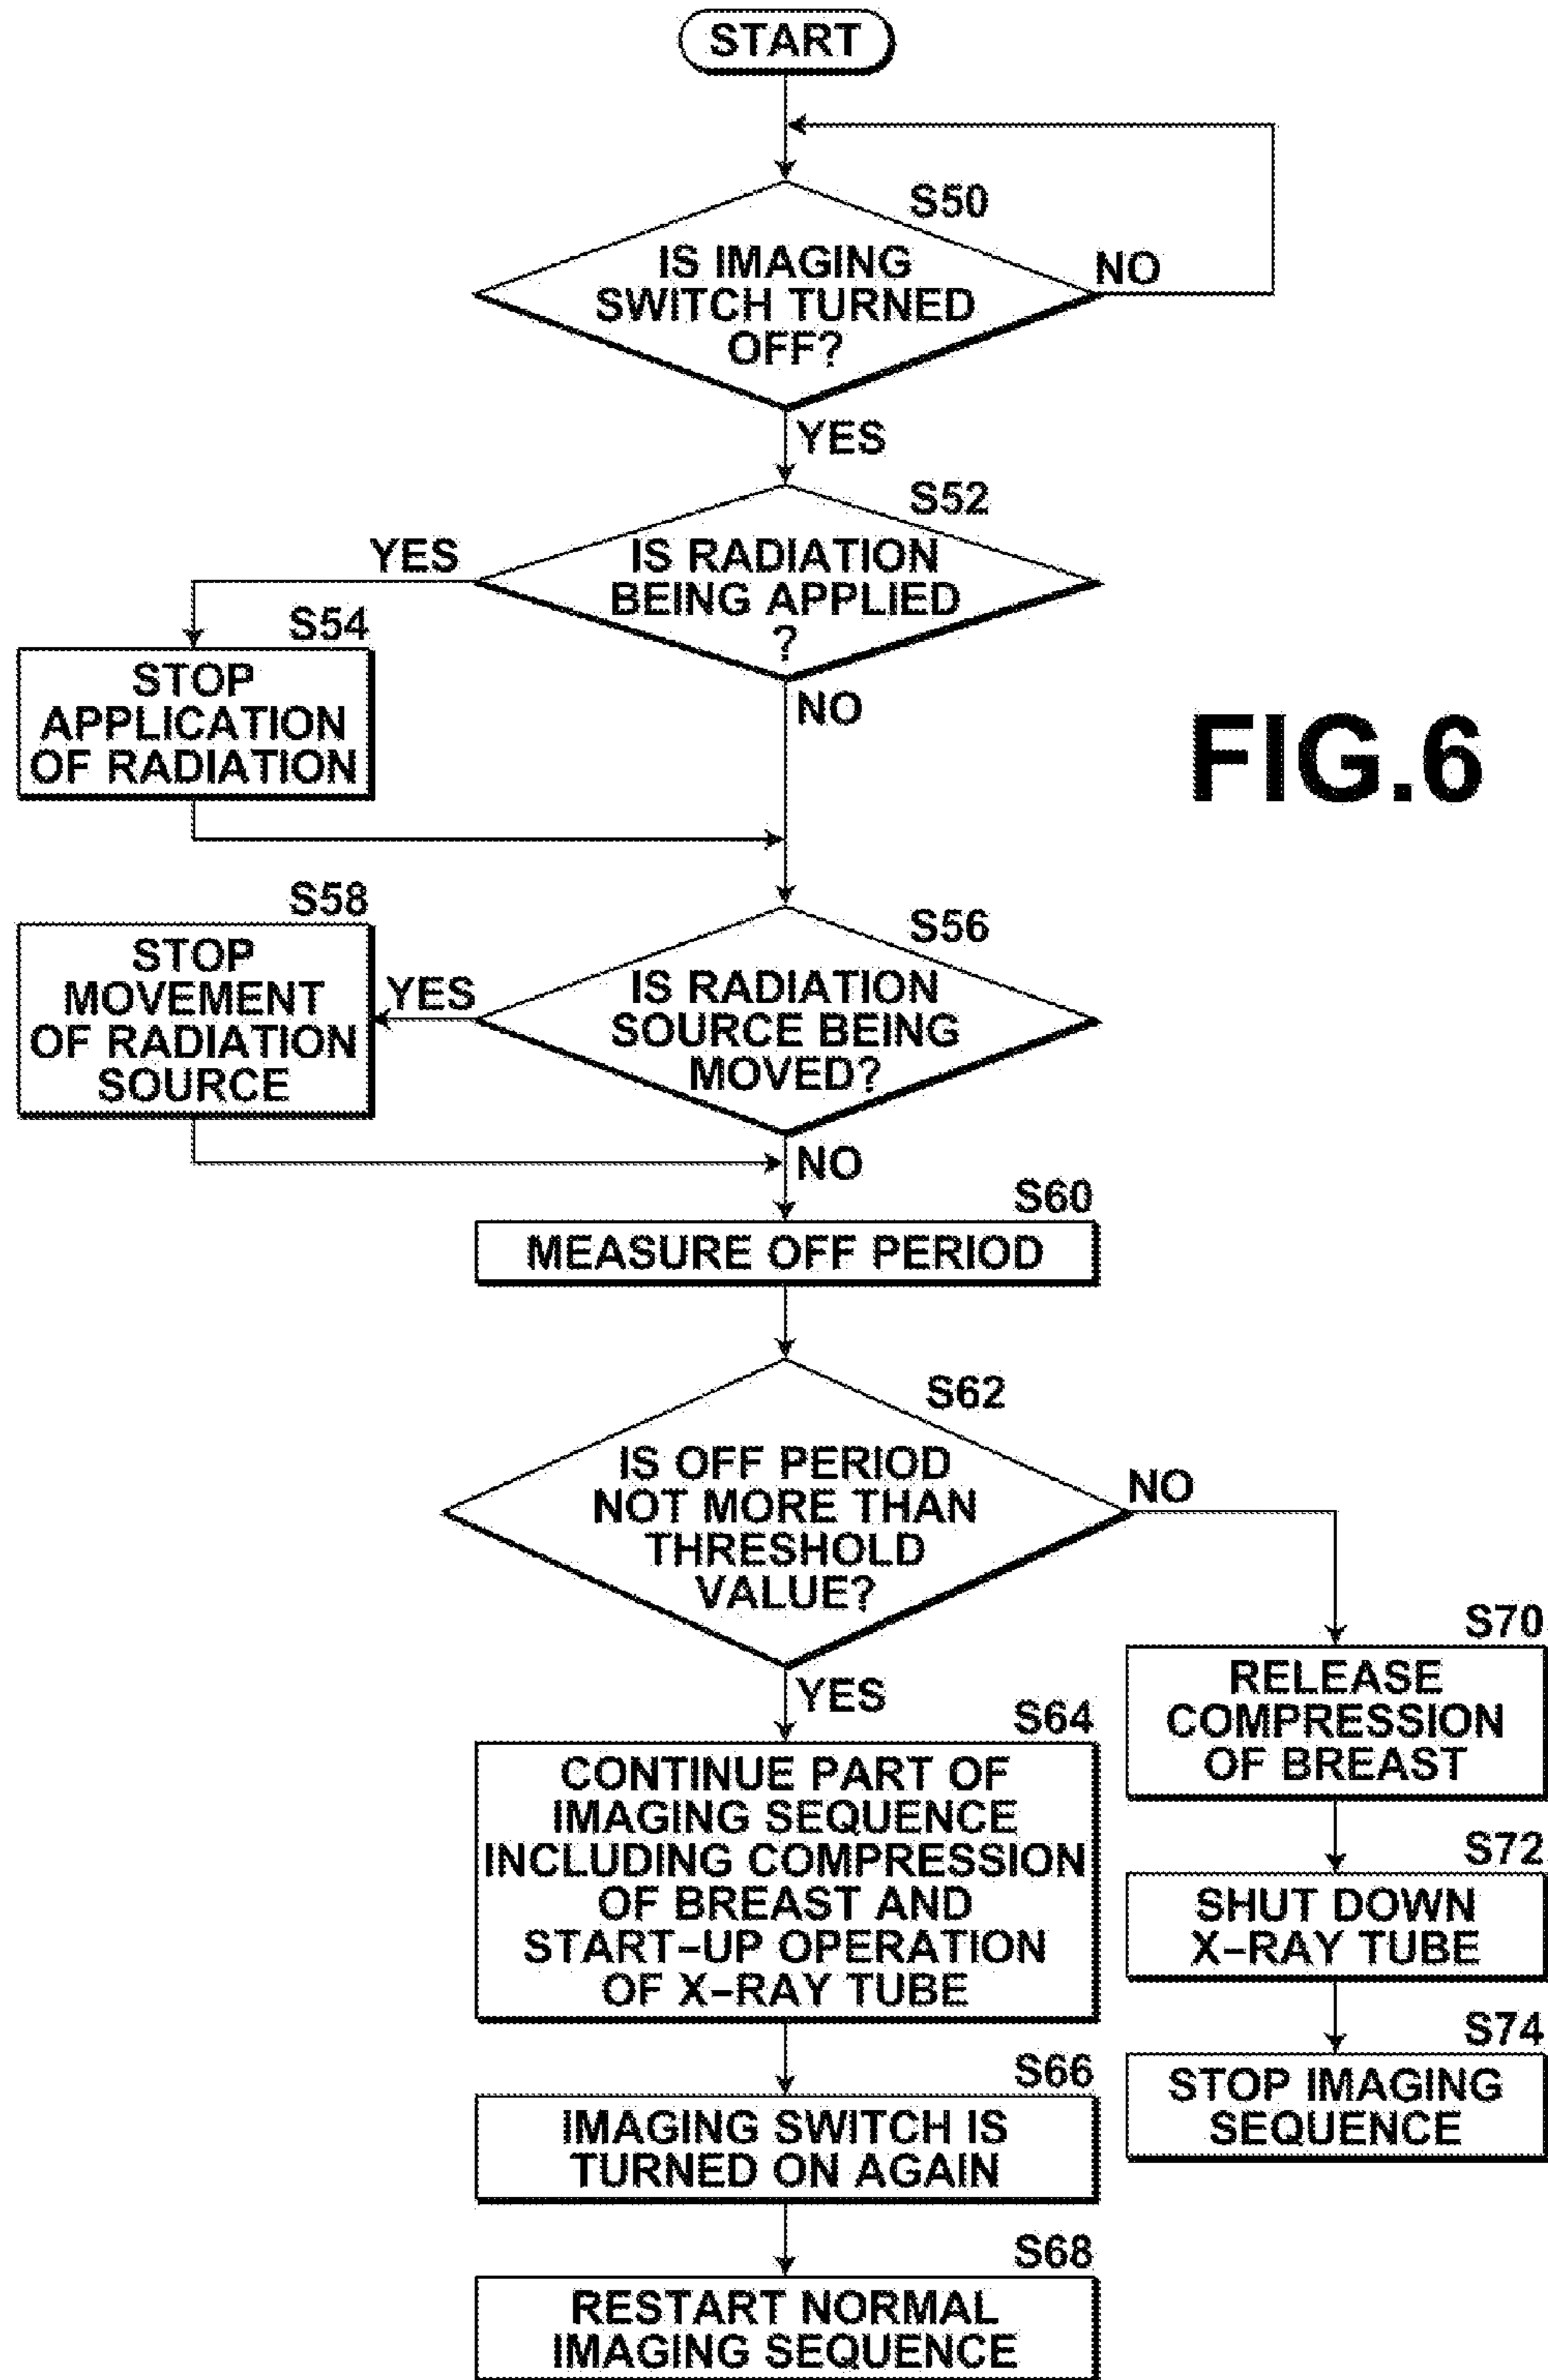 START
S50
IS IMAGING
SWITCH TURNED
OFF?
NO
YES
S52
IS RADIATION
BEING APPLIED
?
YES
NO
S54
STOP
APPLICATION
OF RADIATION
FIG.6
S56
IS RADIATION
SOURCE BEING
MOVED?
YES
NO
S58
STOP
MOVEMENT
OF RADIATION
SOURCE
S60
MEASURE OFF PERIOD
S62
IS OFF PERIOD
NOT MORE THAN
THRESHOLD
VALUE?
NO
YES
S64
CONTINUE PART OF
IMAGING SEQUENCE
INCLUDING COMPRESSION
OF BREAST AND
START-UP OPERATION
OF X-RAY TUBE
S66
IMAGING SWITCH IS
TURNED ON AGAIN
S68
RESTART NORMAL
IMAGING SEQUENCE
S70
RELEASE
COMPRESSION
OF BREAST
S72
SHUT DOWN
X-RAY TUBE
S74
STOP IMAGING
SEQUENCE